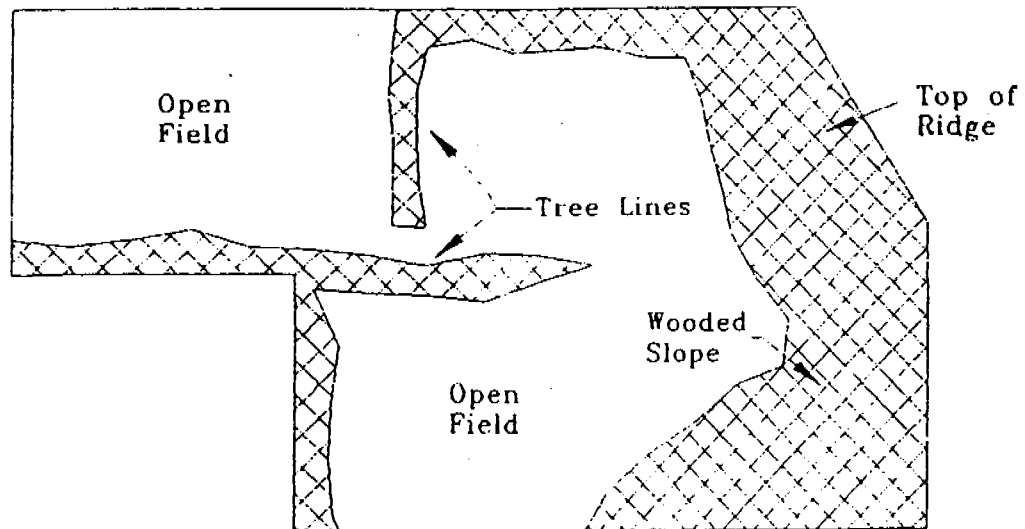 Open
Field
Top of
Ridge
Tree Lines
Wooded
Slope
Open
Field